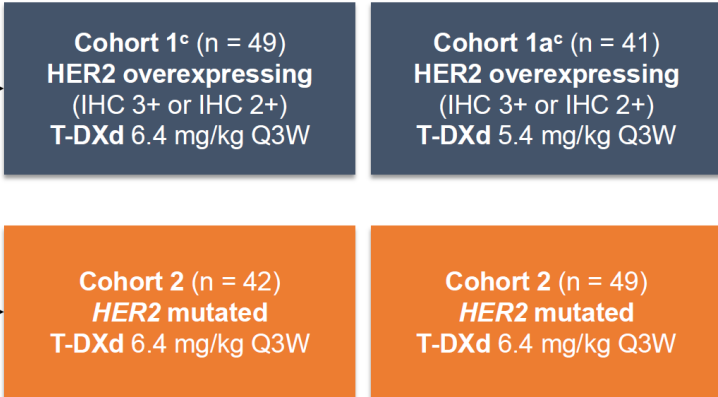 Cohort 1ᶜ (n = 49)
HER2 overexpressing
(IHC 3+ or IHC 2+)
T-DXd 6.4 mg/kg Q3W
Cohort 1aᶜ (n = 41)
HER2 overexpressing
(IHC 3+ or IHC 2+)
T-DXd 5.4 mg/kg Q3W
Cohort 2 (n = 42)
HER2 mutated
T-DXd 6.4 mg/kg Q3W
Cohort 2 (n = 49)
HER2 mutated
T-DXd 6.4 mg/kg Q3W